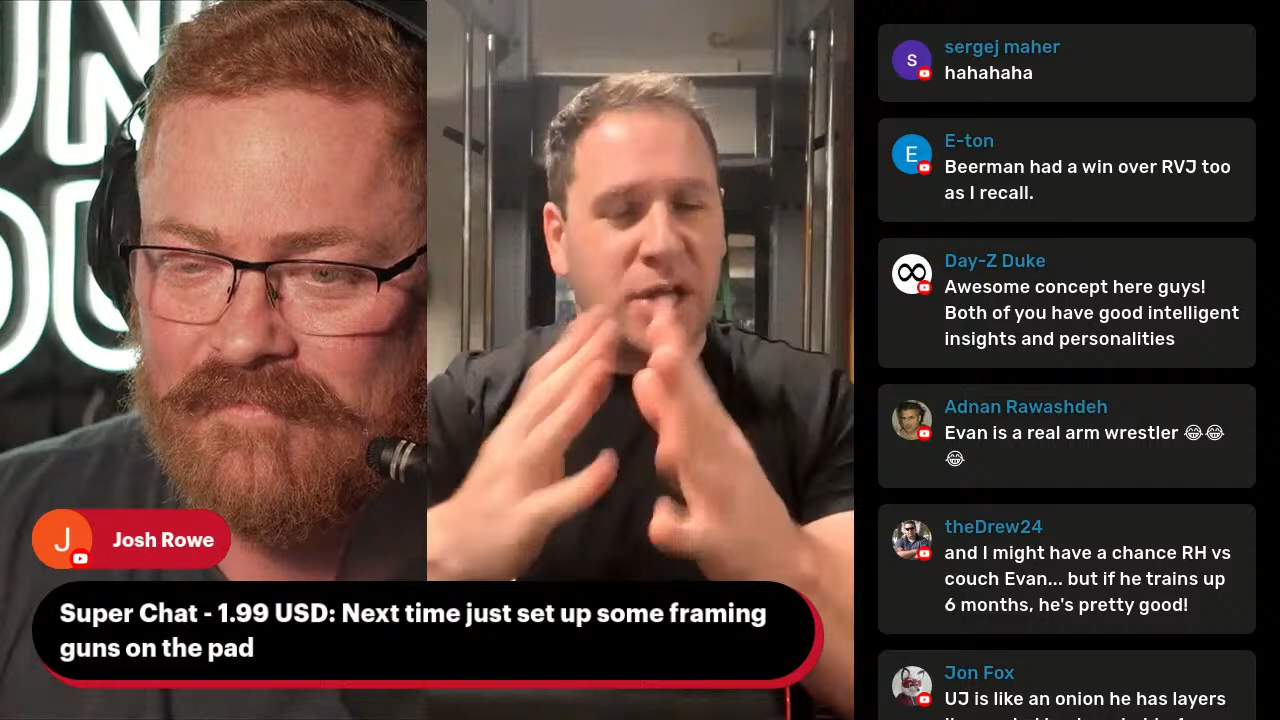 UN
OO
J
Josh Rowe
Super Chat - 1.99 USD: Next time just set up some framing
guns on the pad
s
sergej maher
hahahaha
E
E-ton
Beerman had a win over RVJ too
as I recall.
Day-Z Duke
Awesome concept here guys!
Both of you have good intelligent
insights and personalities
Adnan Rawashdeh
Evan is a real arm wrestler 😂😂
😂
theDrew24
and I might have a chance RH vs
couch Evan... but if he trains up
6 months, he's pretty good!
Jon Fox
UJ is like an onion he has layers